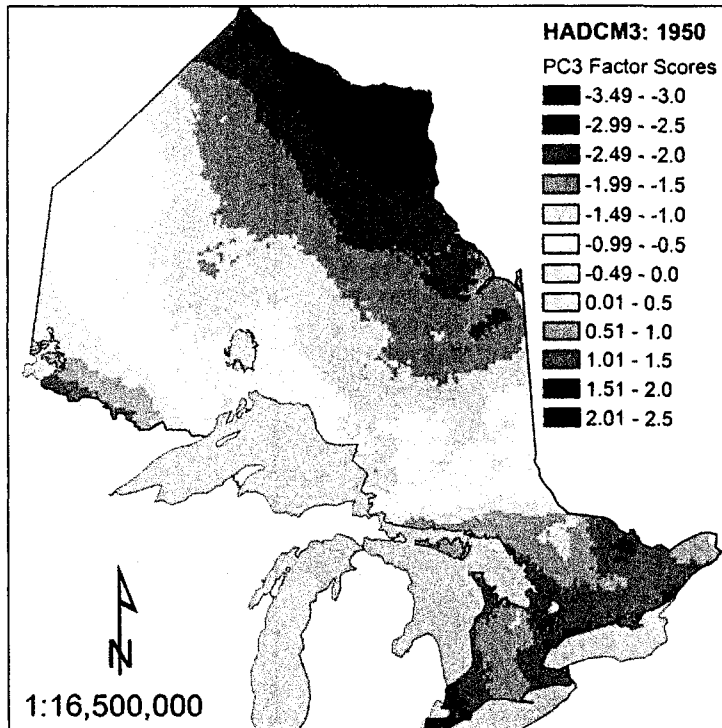 HADCM3: 1950
PC3 Factor Scores
-3.49 - -3.0
-2.99 - -2.5
-2.49 - -2.0
-1.99 - -1.5
-1.49 - -1.0
-0.99 - -0.5
-0.49 - 0.0
0.01 - 0.5
0.51 - 1.0
1.01 - 1.5
1.51 - 2.0
2.01 - 2.5
N
1:16,500,000